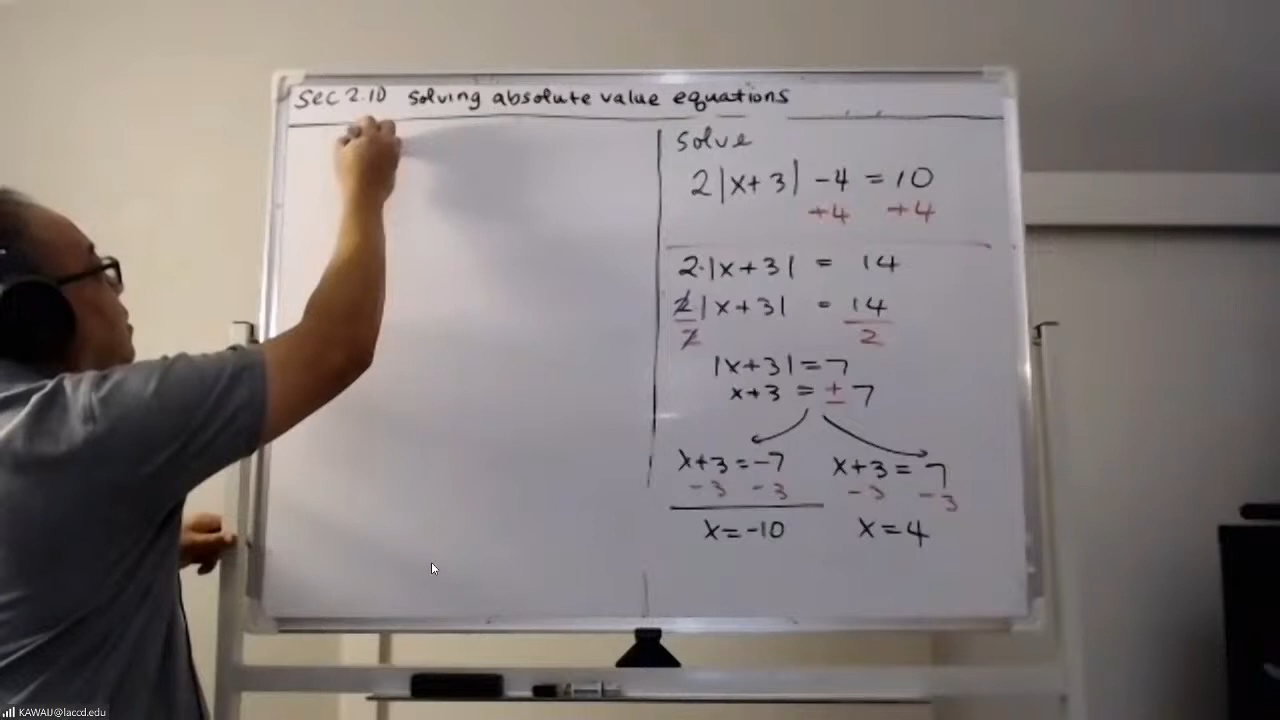 Sec 2.10 Solving absolute value equations
Solve
2|x+3| -4 = 10
+4 +4
2·|x+3| = 14
2|x+3| = 14
2 2
|x+3| = 7
x+3 = ±7
x+3 = -7 x+3 = 7
-3 -3 -3 -3
x = -10 x = 4
KAWAIJ@laccd.edu